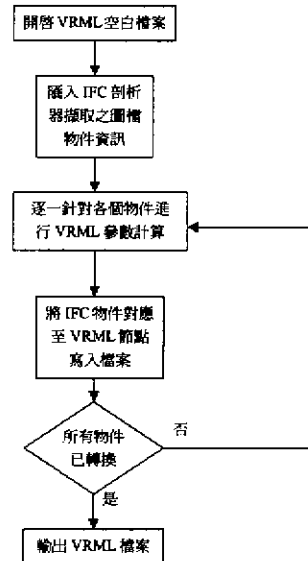 開啓 VRML 空白檔案
匯入 IFC 剖析
器擷取之圖檔
物件資訊
逐一針對各個物件進
行 VRML 參數計算
將 IFC 物件對應
至 VRML 節點
寫入檔案
所有物件
已轉換
否
是
輸出 VRML 檔案